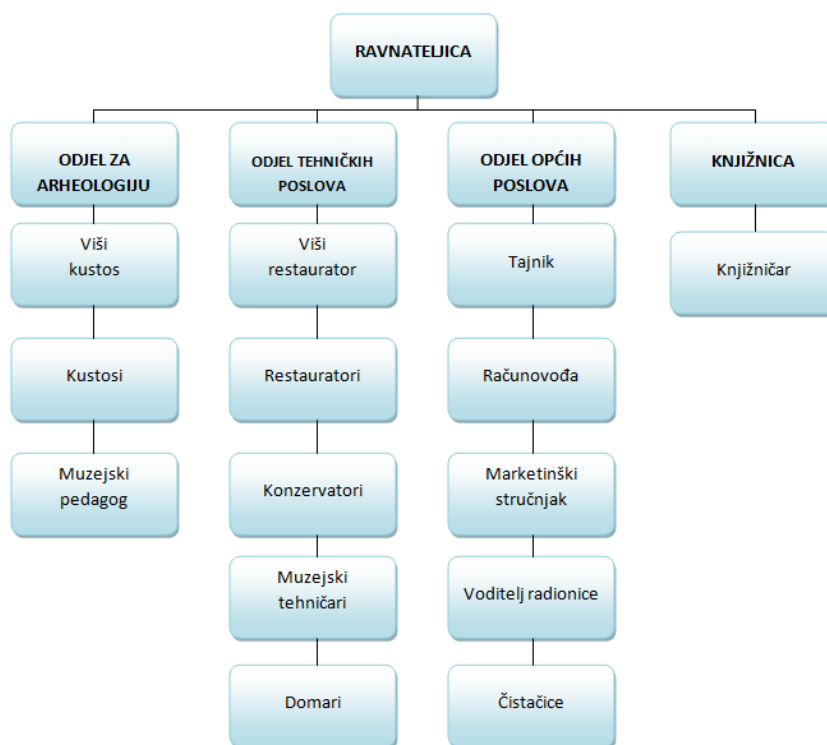 RAVNATELJICA
ODJEL ZA
ARHEOLOGIJU
Viši
kustos
Kustosi
Muzejski
pedagog
ODJEL TEHNIČKIH
POSLOVA
Viši
restaurator
Restauratori
Konzervatori
Muzejski
tehničari
Domari
ODJEL OPĆIH
POSLOVA
Tajnik
Računovođa
Marketinški
stručnjak
Voditelj radionice
Čistačice
KNJIŽNICA
Knjižničar